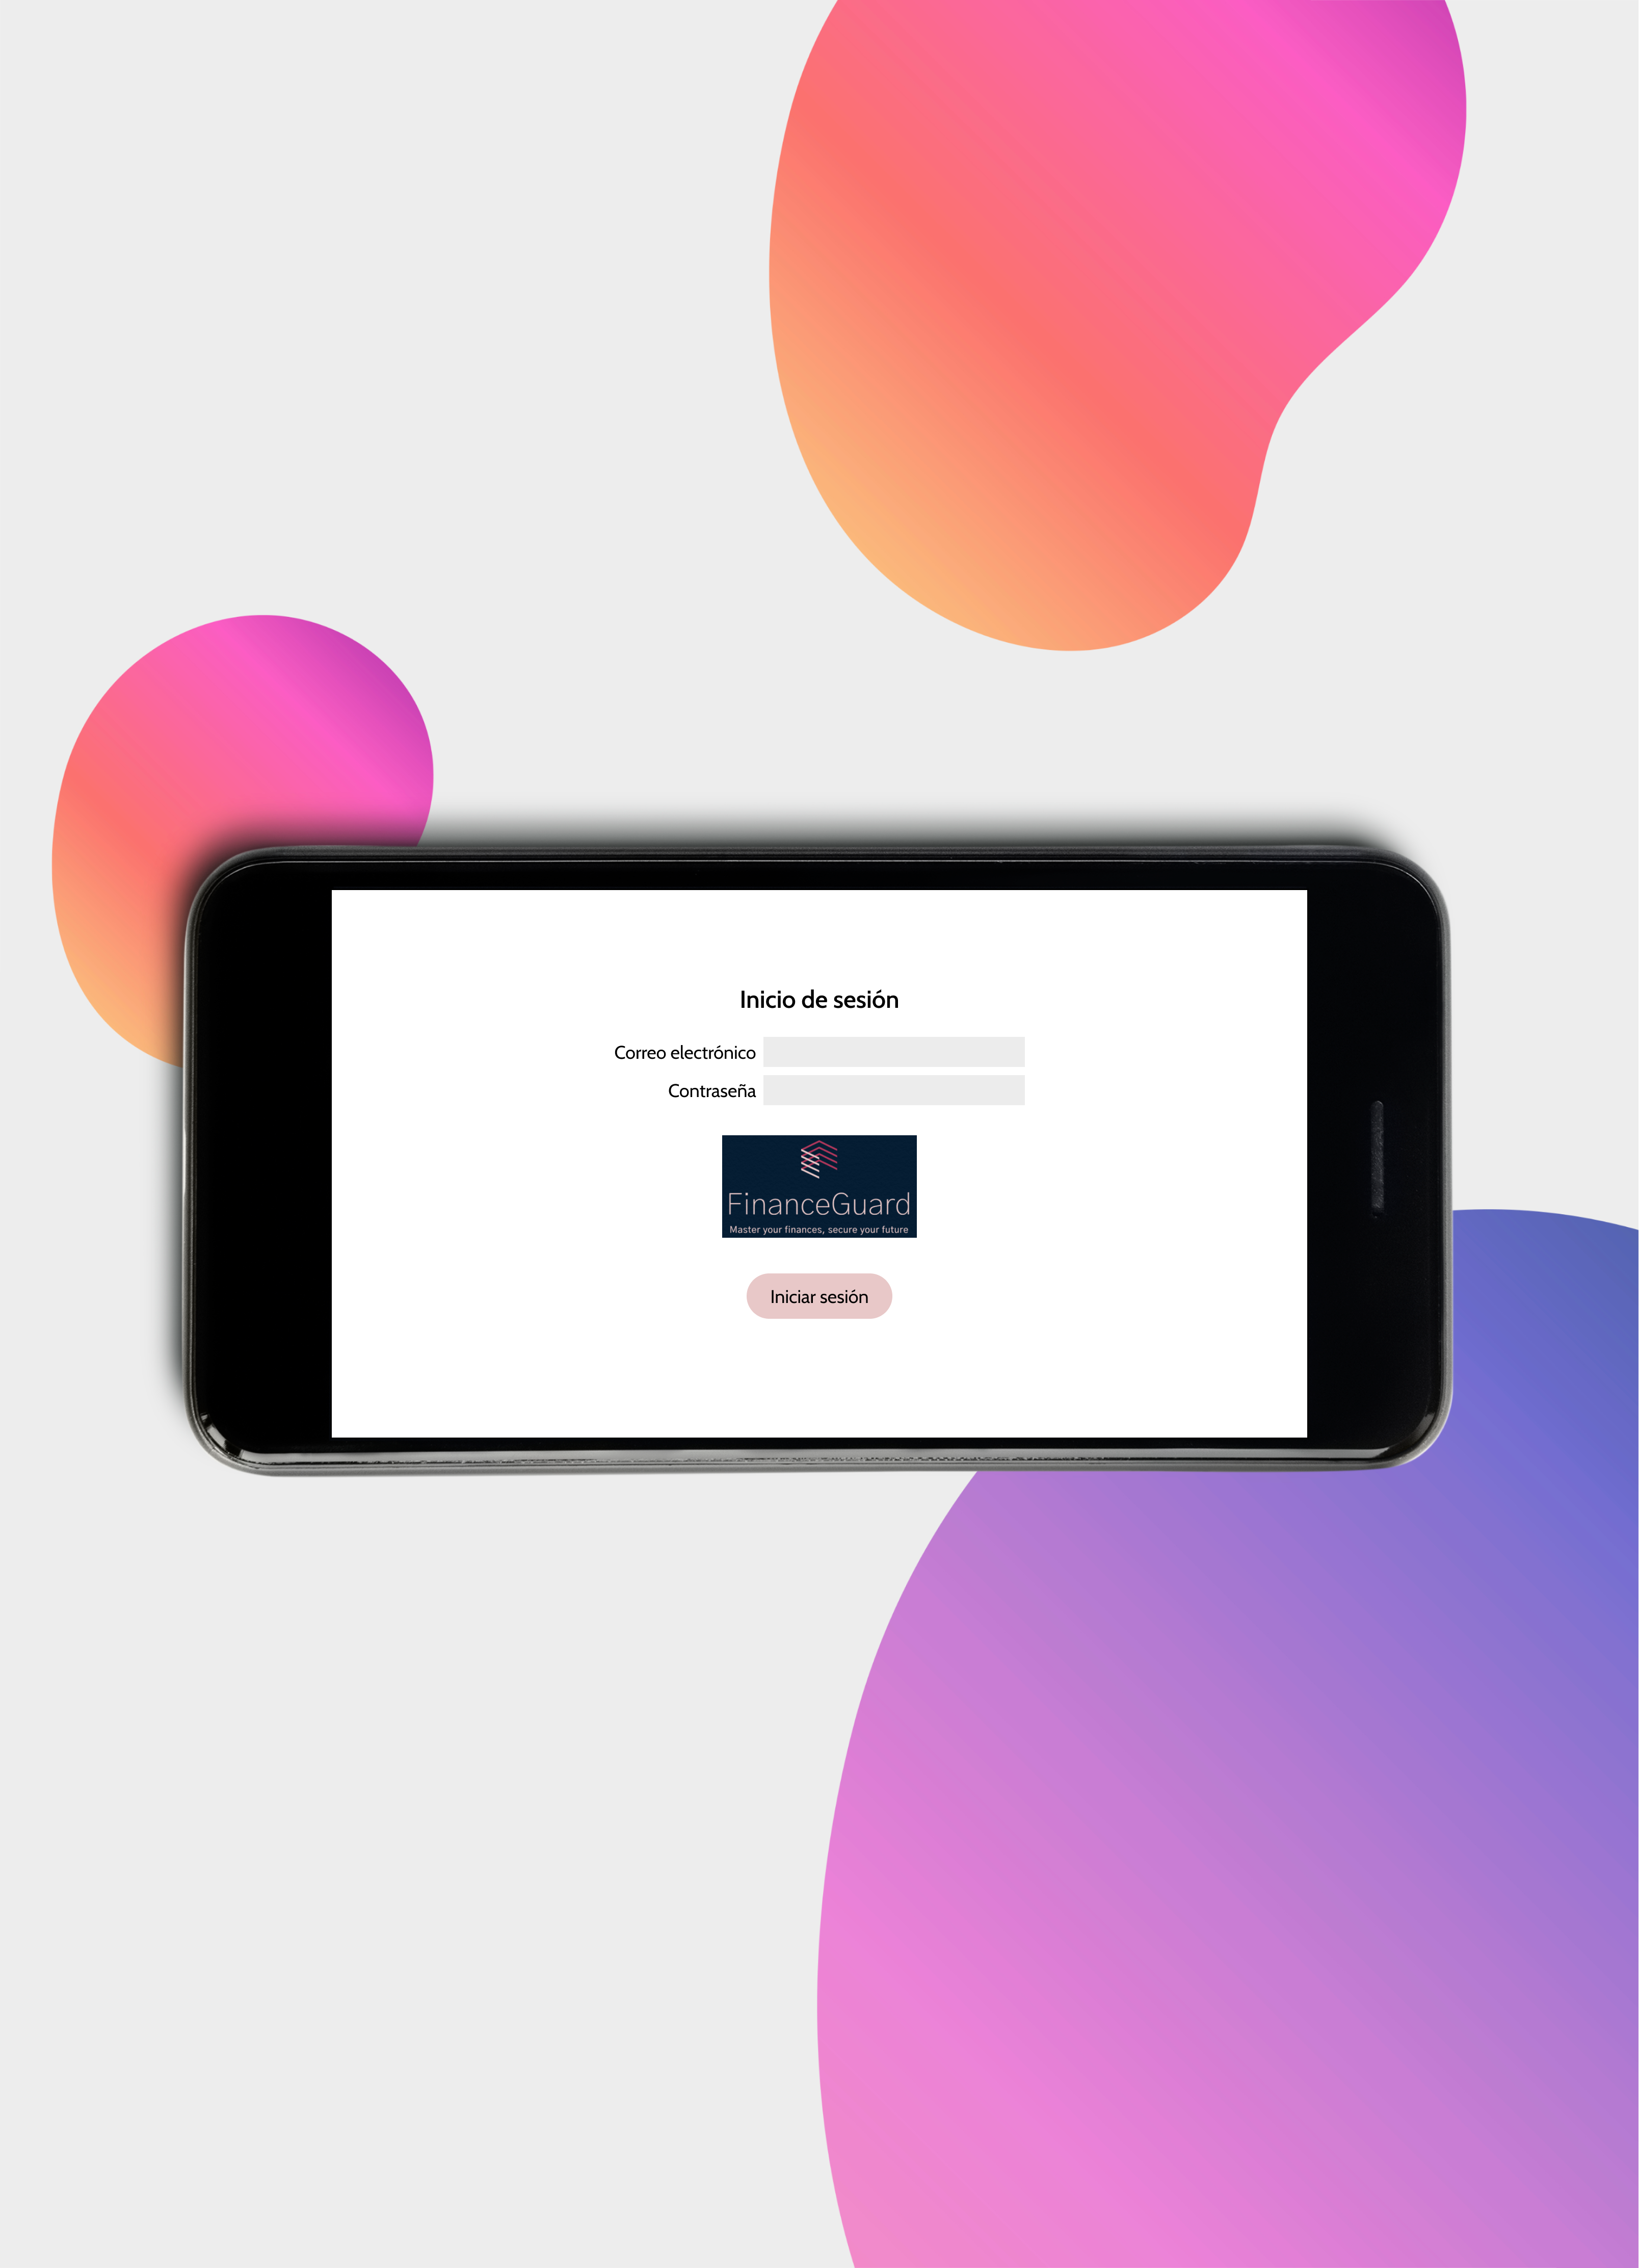 Inicio de sesión
Correo electrónico
Contraseña
FinanceGuard
Master your finances, secure your future
Iniciar sesión